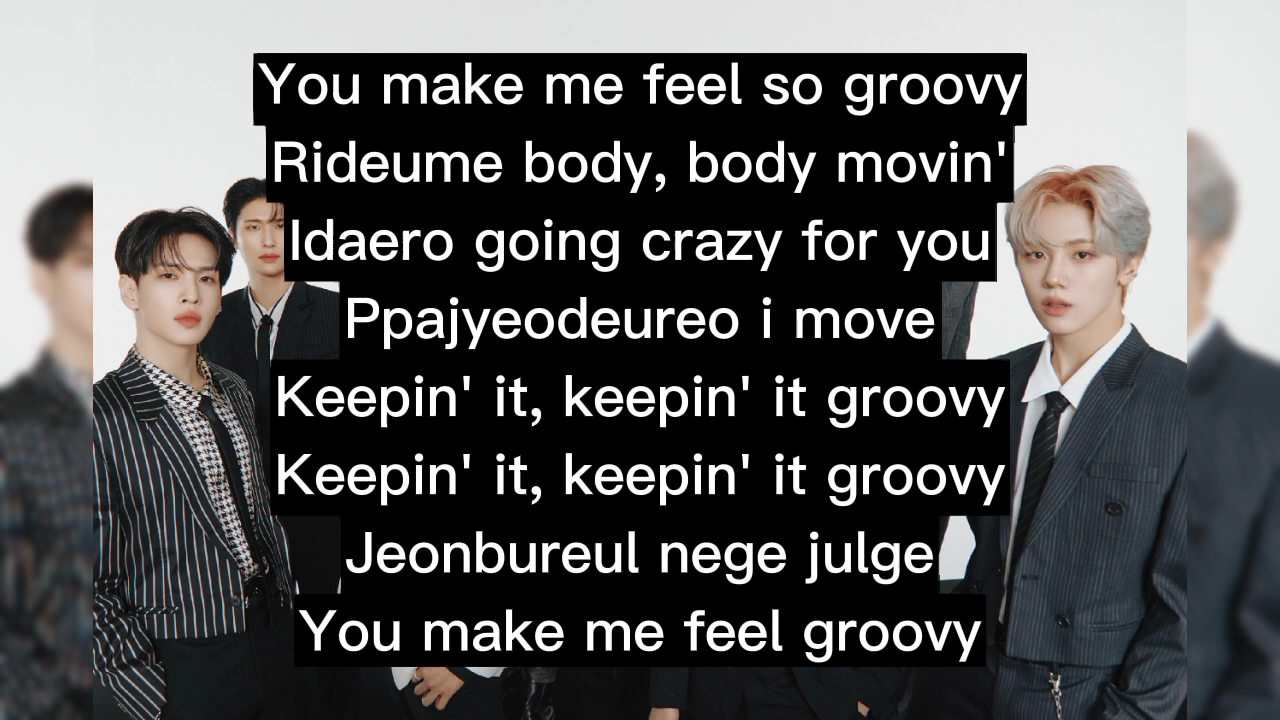 You make me feel so groovy
Rideume body, body movin'
Idaero going crazy for you
Ppajyeodeureo i move
Keepin' it, keepin' it groovy
Keepin' it, keepin' it groovy
Jeonbureul nege julge
You make me feel groovy